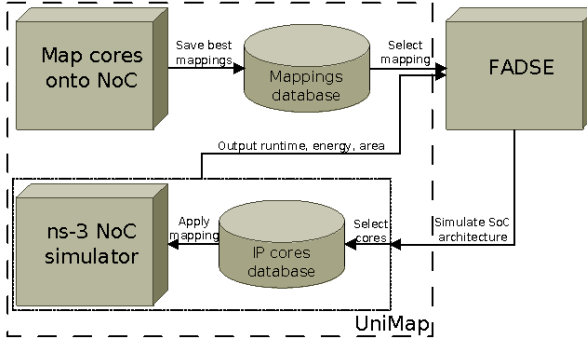 Map cores
onto NoC
Save best
mappings
Mappings
database
Select
mapping
FADSE
Output runtime, energy, area
ns-3 NoC
simulator
Apply
mapping
IP cores
database
Select
cores
Simulate SoC
architecture
UniMap